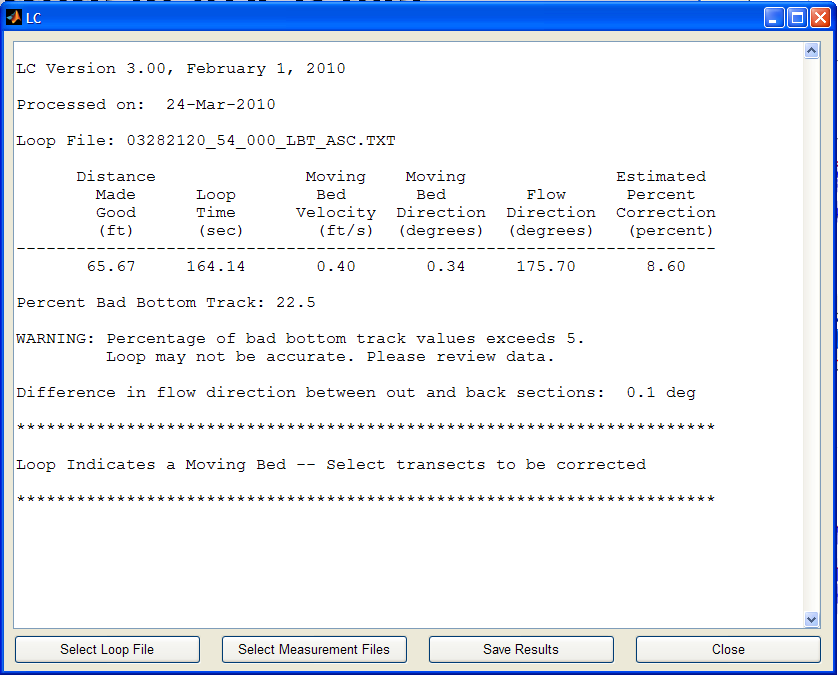 LC
LC Version 3.00, February 1, 2010
Processed on:  24-Mar-2010
Loop File: 03282120_54_000_LBT_ASC.TXT
Distance Moving Moving Estimated
Made Loop Bed Bed Flow Percent
Good Time Velocity Direction Direction Correction
(ft) (sec) (ft/s) (degrees) (degrees) (percent)
----------------------------------------------------------------------
65.67 164.14 0.40 0.34 175.70 8.60
Percent Bad Bottom Track: 22.5
WARNING: Percentage of bad bottom track values exceeds 5.
Loop may not be accurate. Please review data.
Difference in flow direction between out and back sections:  0.1 deg
**********************************************************************
Loop Indicates a Moving Bed -- Select transects to be corrected
**********************************************************************
Select Loop File Select Measurement Files Save Results Close